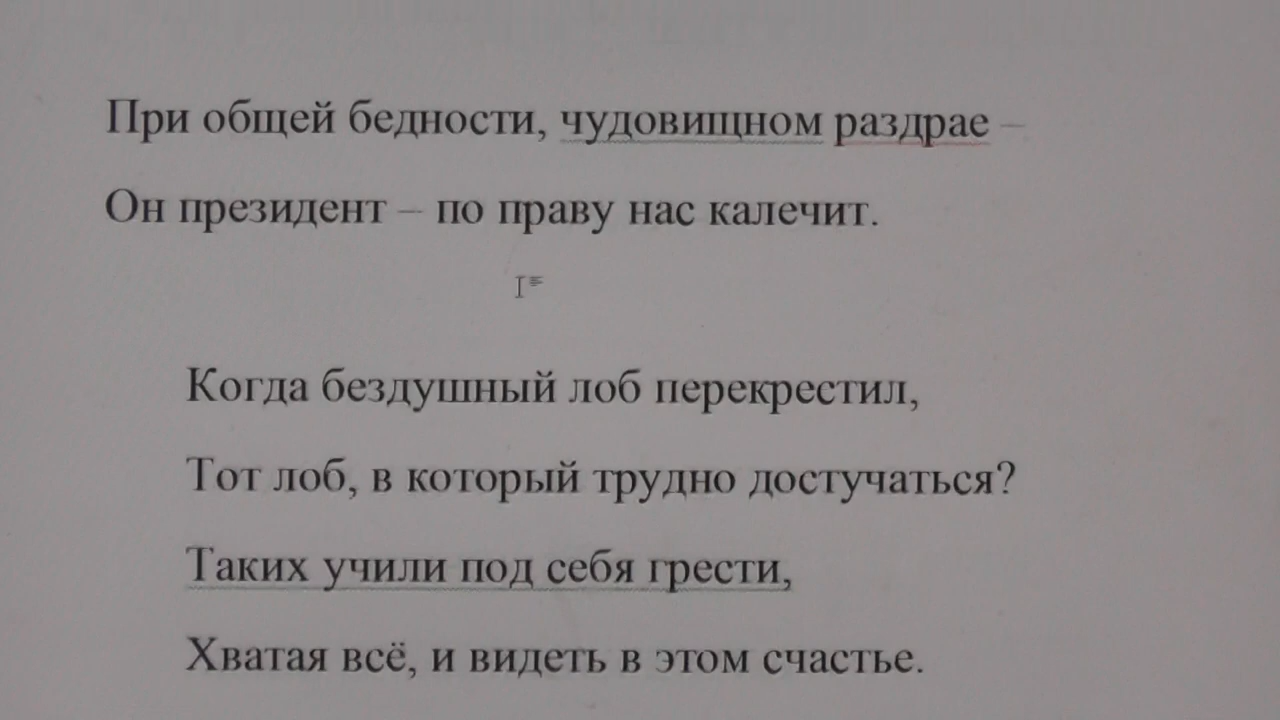 При общей бедности, чудовищном раздрае –
Он президент – по праву нас калечит.
Когда бездушный лоб перекрестил,
Тот лоб, в который трудно достучаться?
Таких учили под себя грести,
Хватая всё, и видеть в этом счастье.